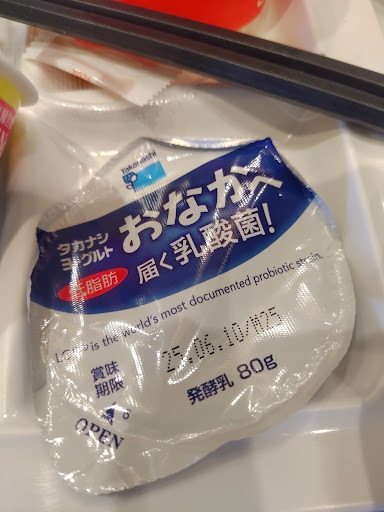 Takanashi
タカナシ
ヨーグルト
おなかへ
届く乳酸菌!
低脂肪
LGG® is the world's most documented probiotic strain.
賞味
期限
25.06.10/M25
発酵乳 80g
OPEN